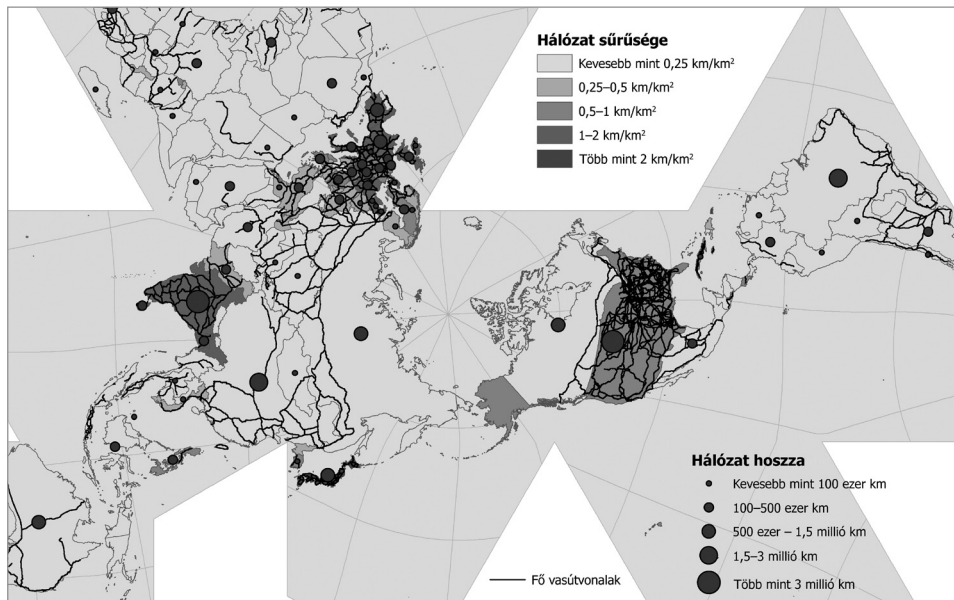 Hálózat sűrűsége
Kevesebb mint 0,25 km/km²
0,25–0,5 km/km²
0,5–1 km/km²
1–2 km/km²
Több mint 2 km/km²
Hálózat hoszza
Kevesebb mint 100 ezer km
100–500 ezer km
500 ezer – 1,5 millió km
1,5–3 millió km
Több mint 3 millió km
Fő vasútvonalak